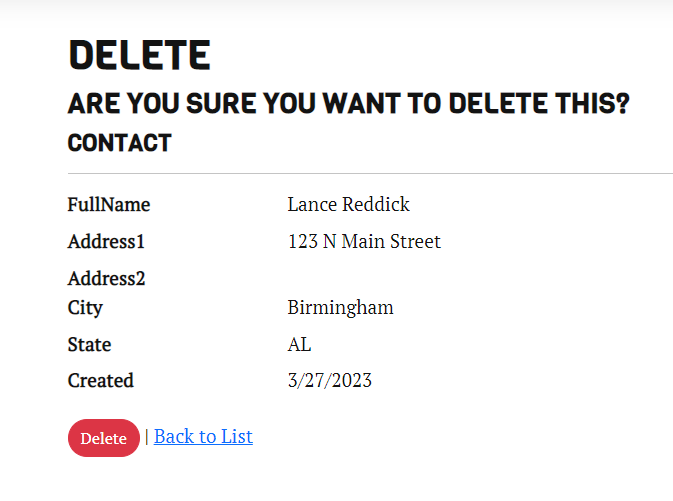 DELETE
ARE YOU SURE YOU WANT TO DELETE THIS?
CONTACT
FullName Lance Reddick
Address1 123 N Main Street
Address2
City Birmingham
State AL
Created 3/27/2023
Delete | Back to List